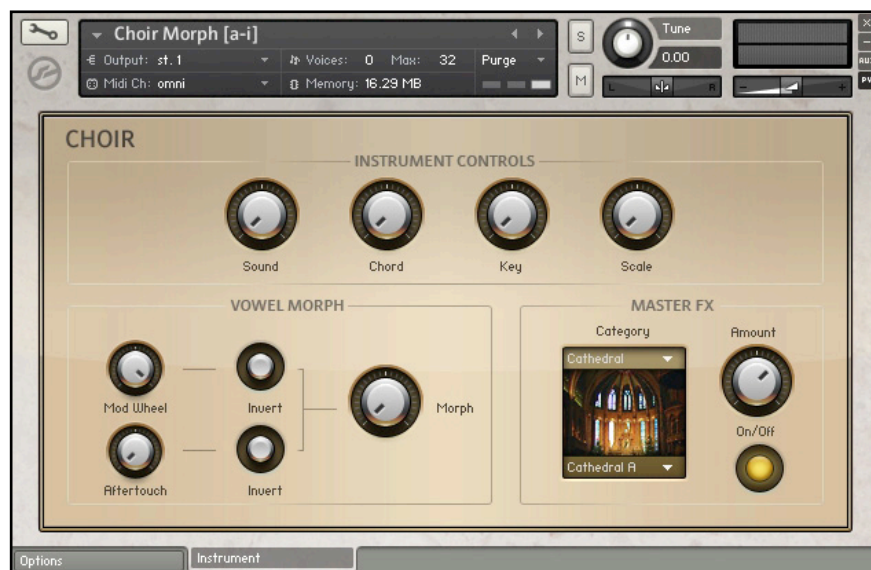 Choir Morph [a-i]
Output: st. 1
Voices: 0 Max: 32
Purge
Midi Ch: omni
Memory: 16.29 MB
S
M
Tune
0.00
L R
- +
×
-
AUX
PV
CHOIR
INSTRUMENT CONTROLS
Sound
Chord
Key
Scale
VOWEL MORPH
Mod Wheel
Invert
Morph
Aftertouch
Invert
MASTER FX
Category
Amount
Cathedral
On/Off
Cathedral A
Options
Instrument